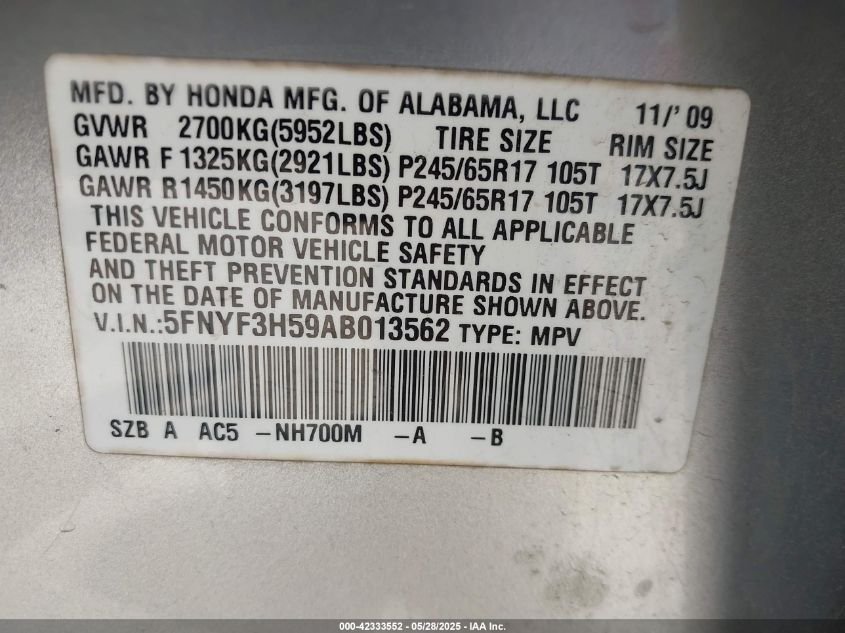 MFD. BY HONDA MFG. OF ALABAMA, LLC 11/' 09
GVWR 2700KG(5952LBS) TIRE SIZE RIM SIZE
GAWR F 1325KG(2921LBS) P245/65R17 105T 17X7.5J
GAWR R1450KG(3197LBS) P245/65R17 105T 17X7.5J
THIS VEHICLE CONFORMS TO ALL APPLICABLE
FEDERAL MOTOR VEHICLE SAFETY
AND THEFT PREVENTION STANDARDS IN EFFECT
ON THE DATE OF MANUFACTURE SHOWN ABOVE.
V.I.N.:5FNYF3H59AB013562 TYPE: MPV
SZB A AC5 -NH700M -A -B
000-42333552 - 05/28/2025 - IAA Inc.